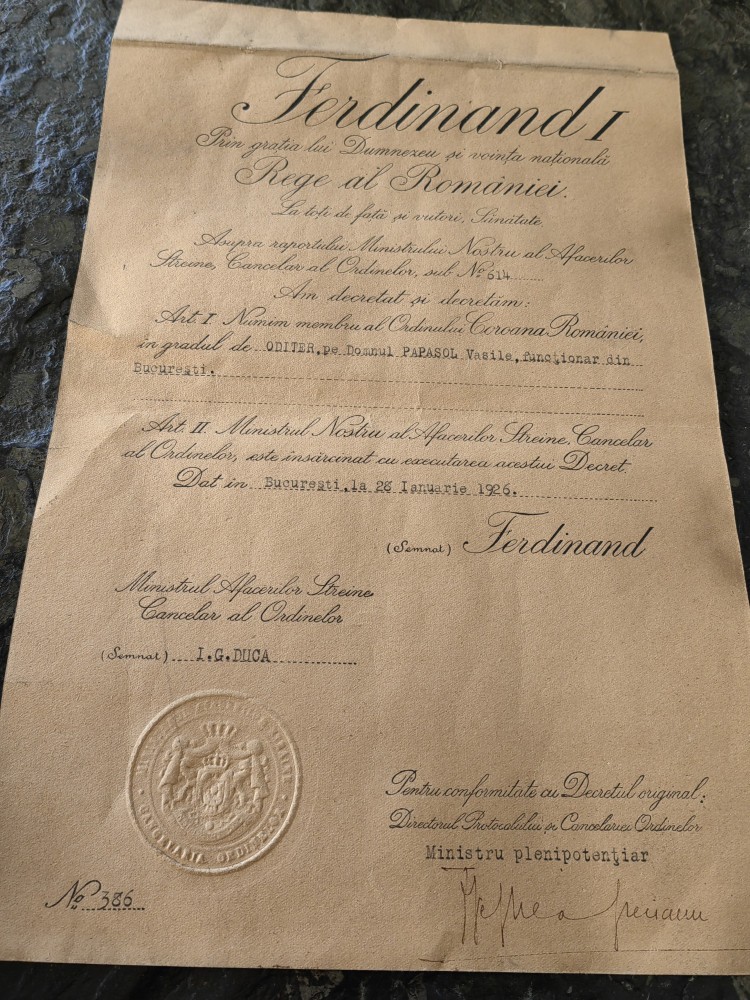 Ferdinand I
Prin gratia lui Dumnezeu și voința națională
Rege al României.
La toți de față și viitori, Sănătate.
Asupra raportului Ministrului Nostru al Afacerilor
Streine, Cancelar al Ordinelor, sub No 614
Am decretat și decretăm:
Art. I. Numim membru al Ordinului Coroana României,
in gradul de ODITER, pe Domnul PAPASOL Vasile, funcționar din
București.
Art. II. Ministrul Nostru al Afacerilor Streine, Cancelar
al Ordinelor, este însărcinat cu executarea acestui Decret.
Dat in București, la 28 Ianuarie 1926.
(Semnat) Ferdinand
Ministrul Afacerilor Streine
Cancelar al Ordinelor
(Semnat) I.G.DUCA
CANCELARIA ORDINELOR
Pentru conformitate cu Decretul original:
Directorul Protocolului și Cancelariei Ordinelor
Ministru plenipotențiar
No 386